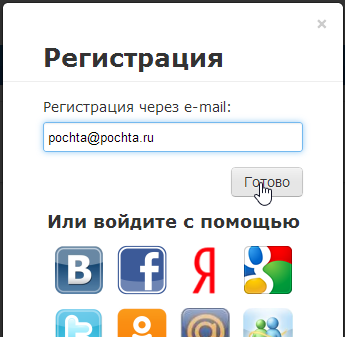 ×
Регистрация
Регистрация через e-mail:
pochta@pochta.ru
Готово
Или войдите с помощью
В f Я g
t @